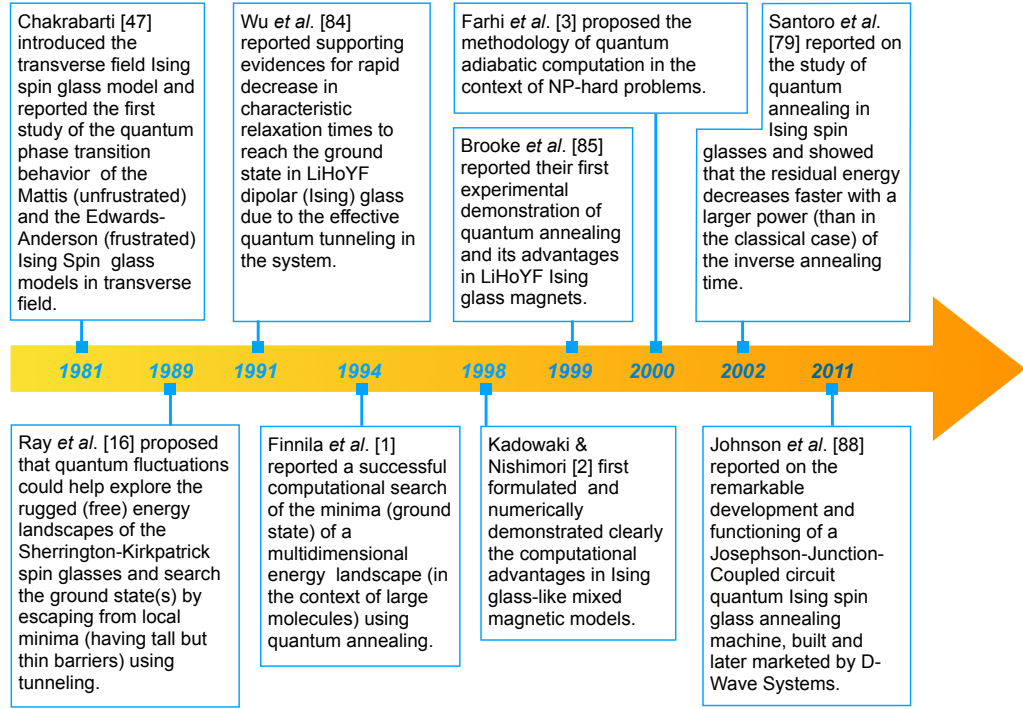 Chakrabarti [47]
introduced the
transverse field Ising
spin glass model and
reported the first
study of the quantum
phase transition
behavior of the
Mattis (unfrustrated)
and the Edwards-
Anderson (frustrated)
Ising Spin glass
models in transverse
field.
Wu et al. [84]
reported supporting
evidences for rapid
decrease in
characteristic
relaxation times to
reach the ground
state in LiHoYF
dipolar (Ising) glass
due to the effective
quantum tunneling in
the system.
Farhi et al. [3] proposed the
methodology of quantum
adiabatic computation in the
context of NP-hard problems.
Brooke et al. [85]
reported their first
experimental
demonstration of
quantum annealing
and its advantages
in LiHoYF Ising
glass magnets.
Santoro et al.
[79] reported on
the study of
quantum
annealing in
Ising spin
glasses and showed
that the residual energy
decreases faster with a
larger power (than in
the classical case) of
the inverse annealing
time.
1981 1989 1991 1994 1998 1999 2000 2002 2011
Ray et al. [16] proposed
that quantum fluctuations
could help explore the
rugged (free) energy
landscapes of the
Sherrington-Kirkpatrick
spin glasses and search
the ground state(s) by
escaping from local
minima (having tall but
thin barriers) using
tunneling.
Finnila et al. [1]
reported a successful
computational search
of the minima (ground
state) of a
multidimensional
energy landscape (in
the context of large
molecules) using
quantum annealing.
Kadowaki &
Nishimori [2] first
formulated and
numerically
demonstrated clearly
the computational
advantages in Ising
glass-like mixed
magnetic models.
Johnson et al. [88]
reported on the
remarkable
development and
functioning of a
Josephson-Junction-
Coupled circuit
quantum Ising spin
glass annealing
machine, built and
later marketed by D-
Wave Systems.